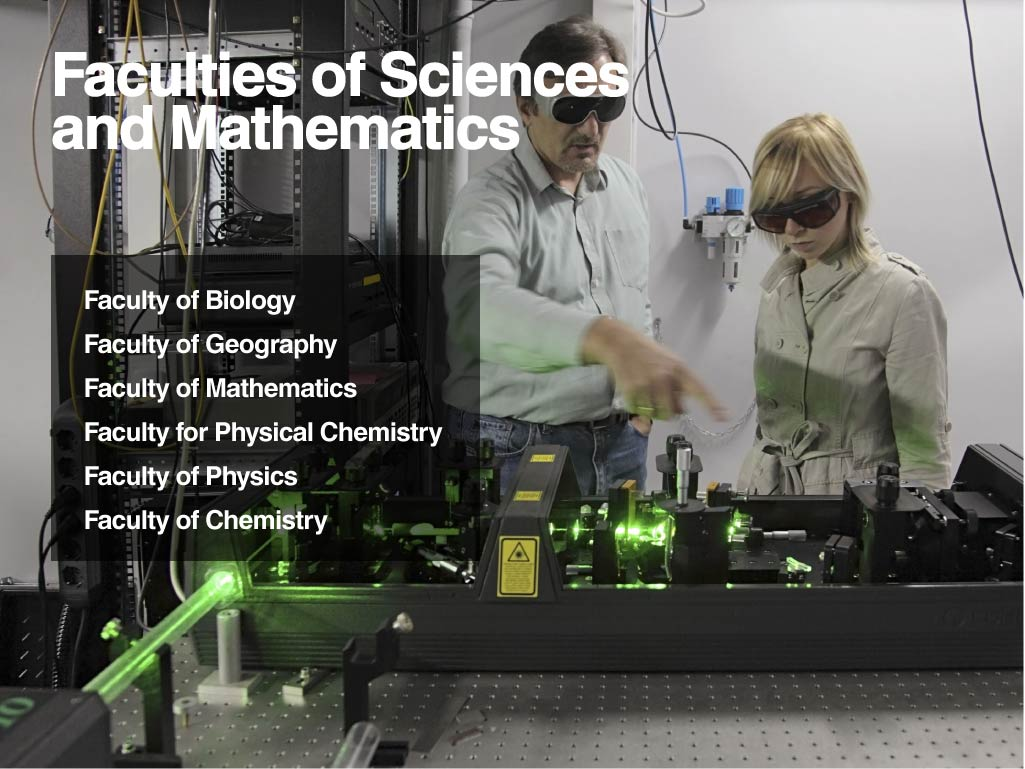 Faculties of Sciences
and Mathematics
Faculty of Biology
Faculty of Geography
Faculty of Mathematics
Faculty for Physical Chemistry
Faculty of Physics
Faculty of Chemistry